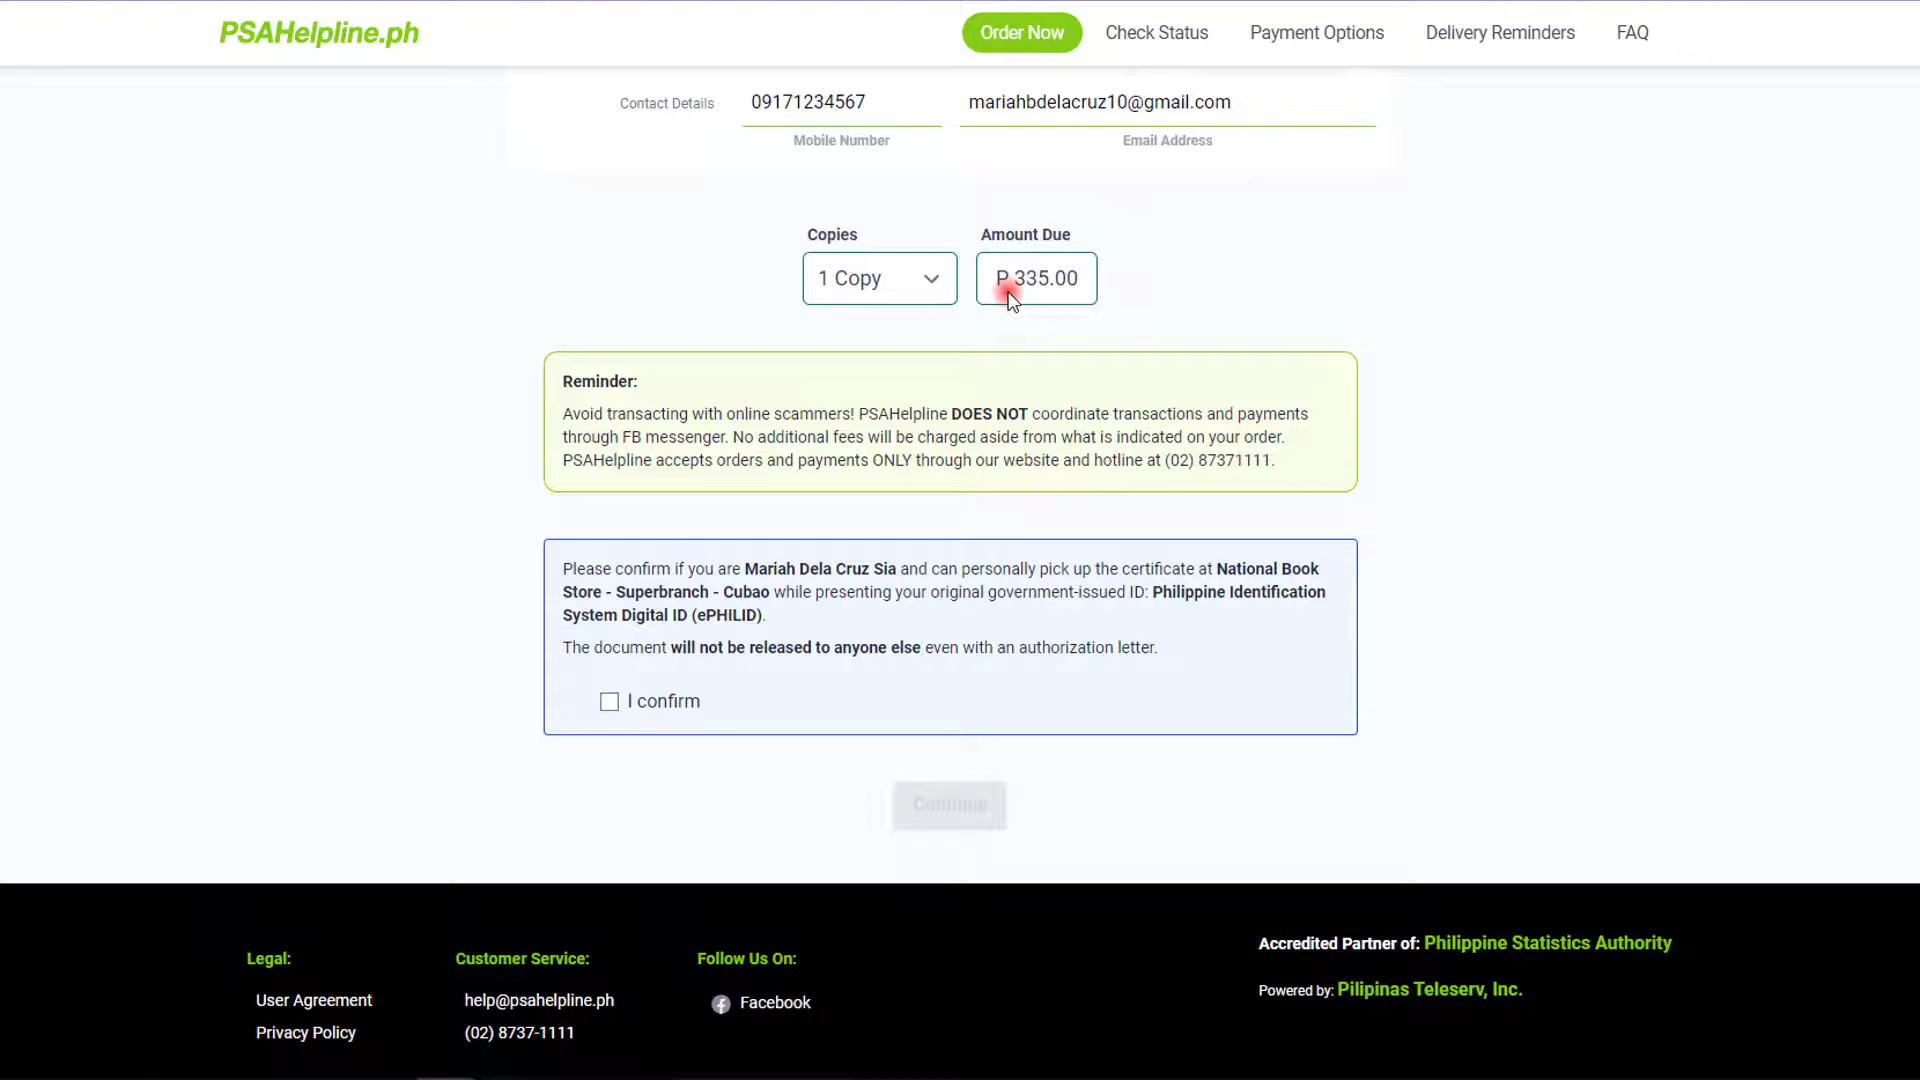 PSAHelpline.ph
Order Now
Check Status
Payment Options
Delivery Reminders
FAQ
Contact Details
09171234567
mariahbdelacruz10@gmail.com
Mobile Number
Email Address
Copies
Amount Due
1 Copy
P 335.00
Reminder:
Avoid transacting with online scammers! PSAHelpline DOES NOT coordinate transactions and payments
through FB messenger. No additional fees will be charged aside from what is indicated on your order.
PSAHelpline accepts orders and payments ONLY through our website and hotline at (02) 87371111.
Please confirm if you are Mariah Dela Cruz Sia and can personally pick up the certificate at National Book
Store - Superbranch - Cubao while presenting your original government-issued ID: Philippine Identification
System Digital ID (ePHILID).
The document will not be released to anyone else even with an authorization letter.
I confirm
Continue
Legal:
User Agreement
Privacy Policy
Customer Service:
help@psahelpline.ph
(02) 8737-1111
Follow Us On:
Facebook
Accredited Partner of: Philippine Statistics Authority
Powered by: Pilipinas Teleserv, Inc.